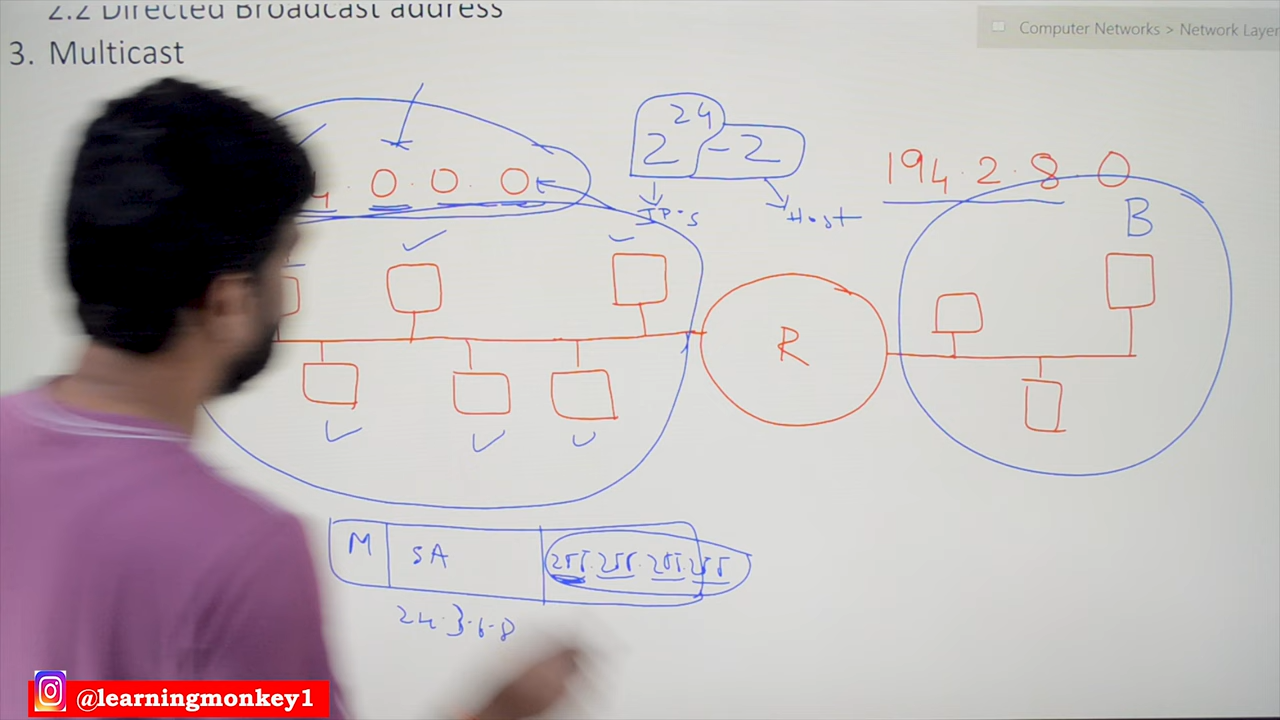 2.2 Directed Broadcast address
3. Multicast
Computer Networks > Network Layer
4.0.0.0
2^24 - 2
IP's
Host
194.2.8.0
B
R
M
SA
255.255.255.255
24.3.6.8
@learningmonkey1